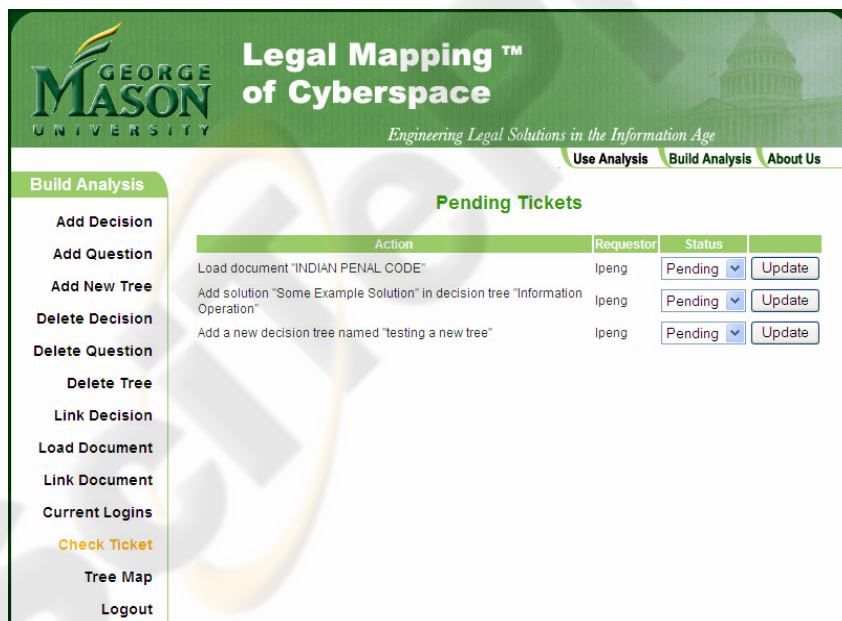 GEORGE
MASON
UNIVERSITY
Legal Mapping ™
of Cyberspace
Engineering Legal Solutions in the Information Age
Use Analysis Build Analysis About Us
Build Analysis
Add Decision
Add Question
Add New Tree
Delete Decision
Delete Question
Delete Tree
Link Decision
Load Document
Link Document
Current Logins
Check Ticket
Tree Map
Logout
Pending Tickets
Action Requestor Status
Load document "INDIAN PENAL CODE" lpeng Pending Update
Add solution "Some Example Solution" in decision tree "Information
Operation" lpeng Pending Update
Add a new decision tree named "testing a new tree" lpeng Pending Update